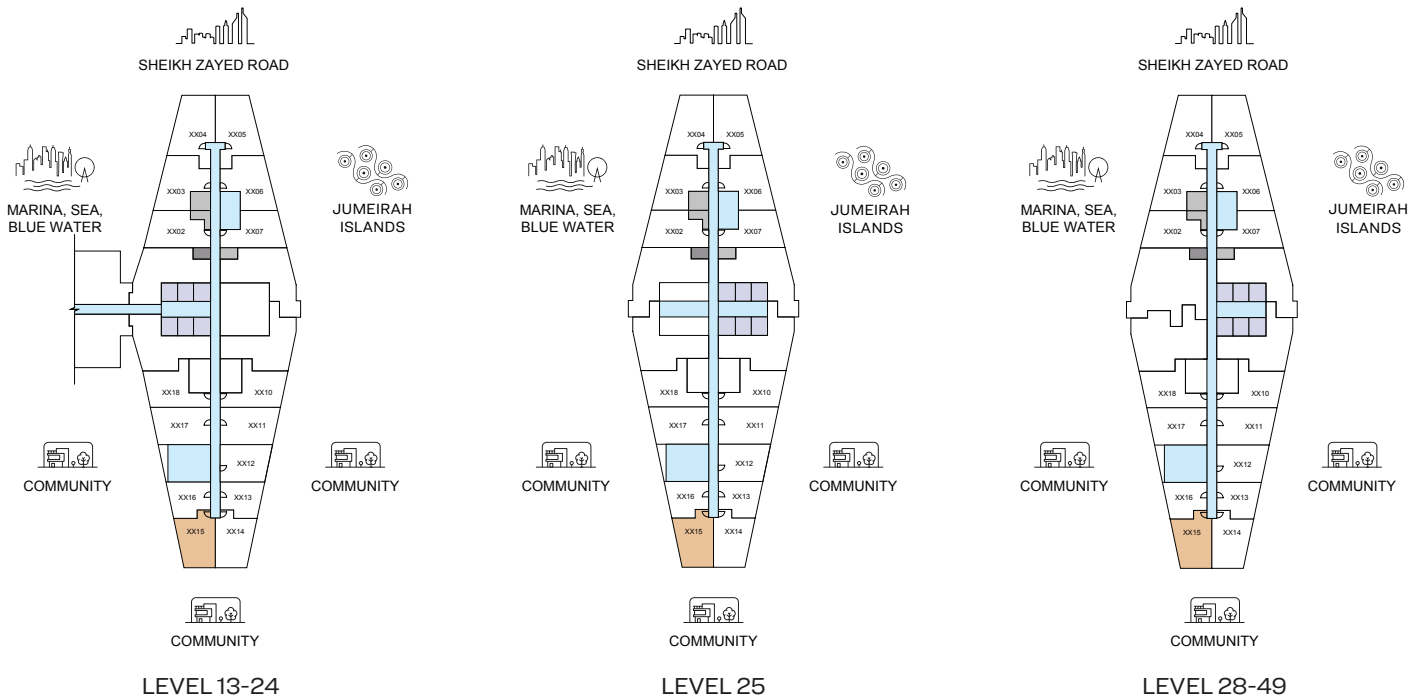 SHEIKH ZAYED ROAD
XX04 XX05
MARINA, SEA,
BLUE WATER
JUMEIRAH
ISLANDS
XX03 XX06
XX02 XX07
XX18 XX10
XX17 XX11
XX12
COMMUNITY
COMMUNITY
XX16 XX13
XX15 XX14
COMMUNITY
LEVEL 13-24
SHEIKH ZAYED ROAD
XX04 XX05
MARINA, SEA,
BLUE WATER
JUMEIRAH
ISLANDS
XX03 XX06
XX02 XX07
XX18 XX10
XX17 XX11
XX12
COMMUNITY
COMMUNITY
XX16 XX13
XX15 XX14
COMMUNITY
LEVEL 25
SHEIKH ZAYED ROAD
XX04 XX05
MARINA, SEA,
BLUE WATER
JUMEIRAH
ISLANDS
XX03 XX06
XX02 XX07
XX18 XX10
XX17 XX11
XX12
COMMUNITY
COMMUNITY
XX16 XX13
XX15 XX14
COMMUNITY
LEVEL 28-49